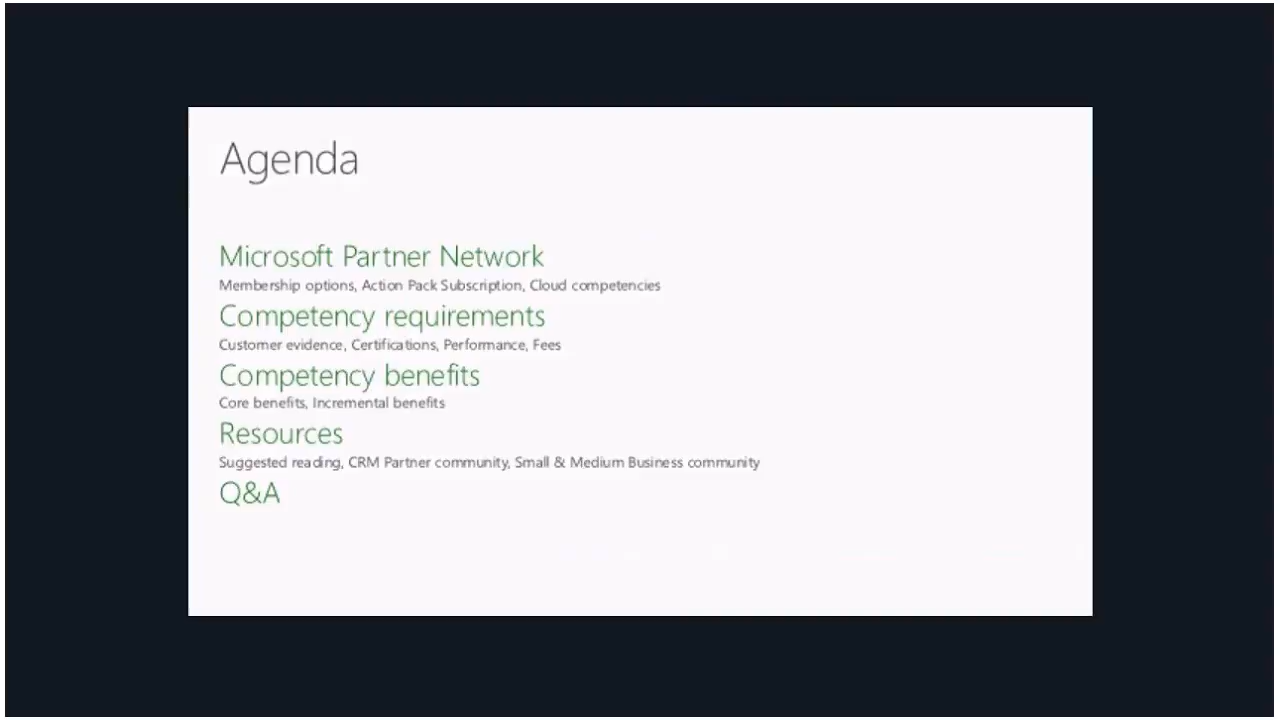 Agenda
Microsoft Partner Network
Membership options, Action Pack Subscription, Cloud competencies
Competency requirements
Customer evidence, Certifications, Performance, Fees
Competency benefits
Core benefits, Incremental benefits
Resources
Suggested reading, CRM Partner community, Small & Medium Business community
Q&A